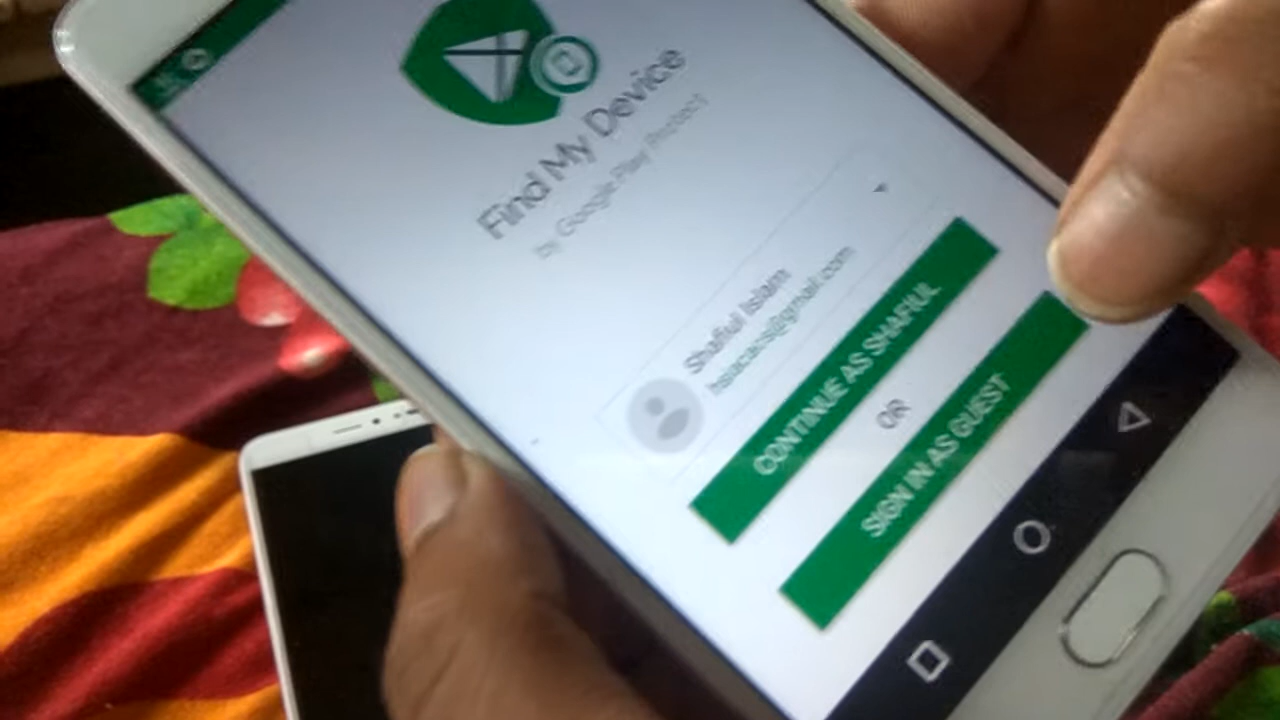 Find My Device
by Google Play Protect
Shafiul Islam
CONTINUE AS SHAFIUL
OR
SIGN IN AS GUEST